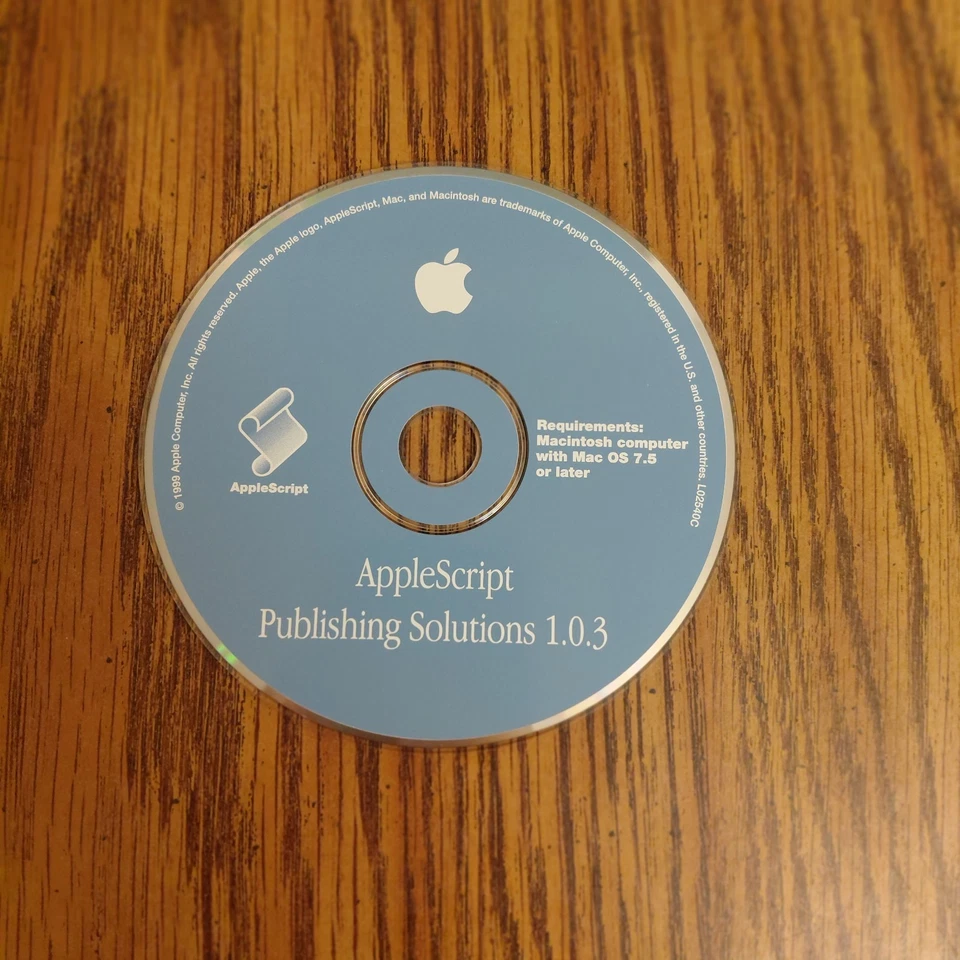 © 1999 Apple Computer, Inc. All rights reserved. Apple, the Apple logo, AppleScript, Mac, and Macintosh are trademarks of Apple Computer, Inc., registered in the U.S. and other countries. L02540C
AppleScript
Requirements:
Macintosh computer
with Mac OS 7.5
or later
AppleScript
Publishing Solutions 1.0.3